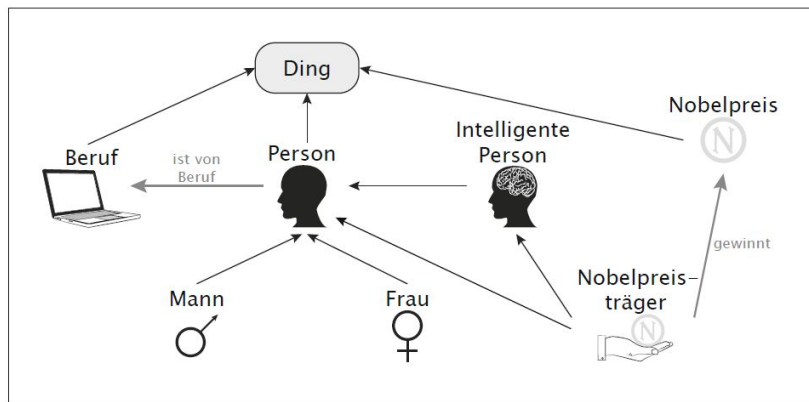 Ding
Nobelpreis
N
Intelligente
Person
Beruf
ist von
Beruf
Person
gewinnt
Nobelpreis-
träger
N
Mann
Frau